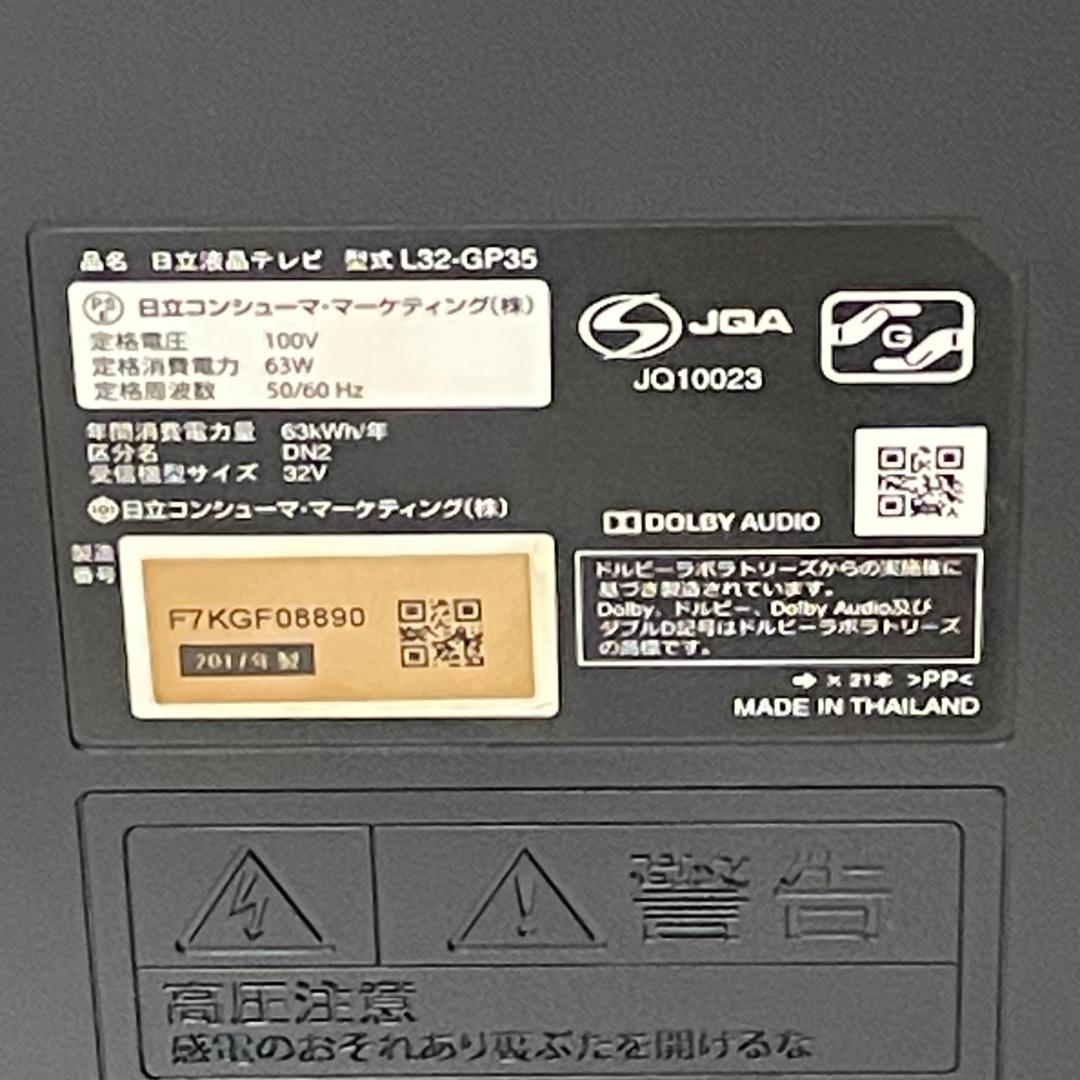 品名 日立液晶テレビ 型式 L32-GP35
PSE 日立コンシューマ・マーケティング(株)
定格電圧 100V
定格消費電力 63W
定格周波数 50/60 Hz
年間消費電力量 63kWh/年
区分名 DN2
受信機型サイズ 32V
日立コンシューマ・マーケティング(株)
製造
番号
F7KGF08890
2017年 製
JQA
JQ10023
G
DOLBY AUDIO
ドルビーラボラトリーズからの実施権に
基づき製造されています。
Dolby、ドルビー、Dolby Audio及び
ダブルD記号はドルビーラボラトリーズ
の商標です。
× 21本 >PP<
MADE IN THAILAND
警告
高圧注意
感電のおそれあり裏ぶたを開けるな